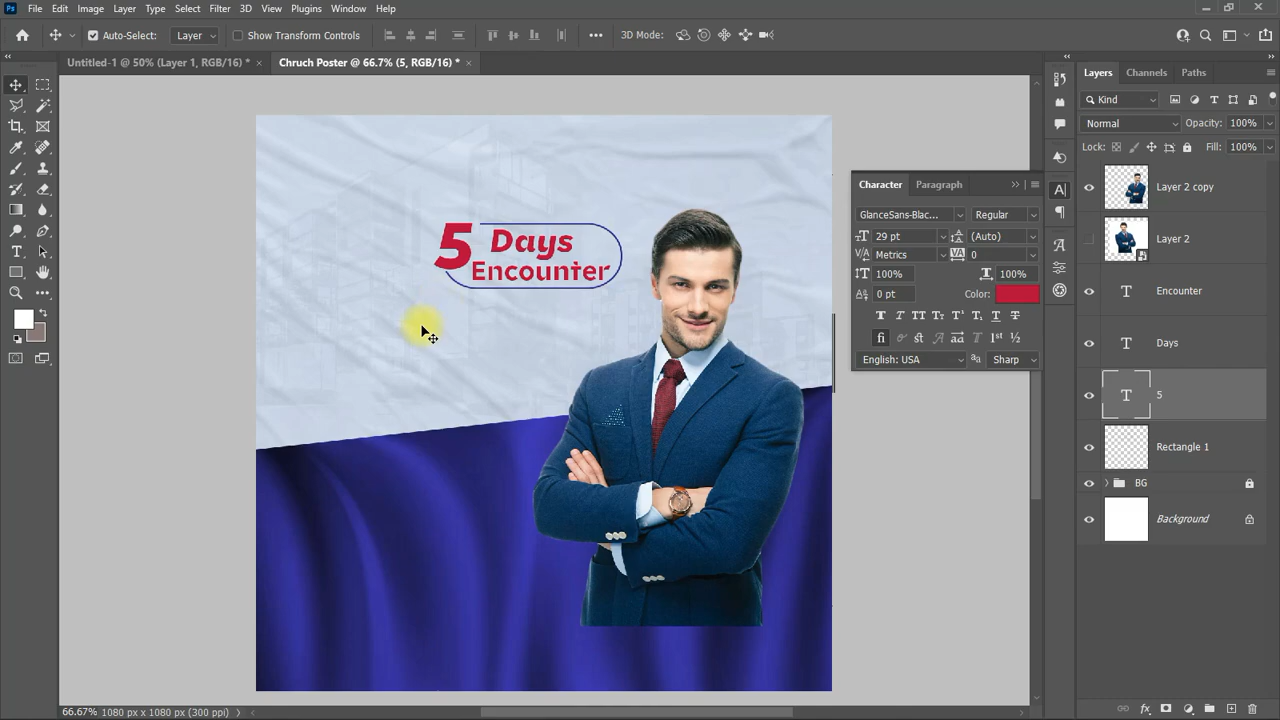 Ps File Edit Image Layer Type Select Filter 3D View Plugins Window Help
Auto-Select: Layer Show Transform Controls 3D Mode:
Untitled-1 @ 50% (Layer 1, RGB/16) * × Chruch Poster @ 66.7% (5, RGB/16) * ×
Layers Channels Paths
Kind
Normal Opacity: 100%
Lock: Fill: 100%
Layer 2 copy
Layer 2
Encounter
Days
5
Rectangle 1
BG
Background
Character Paragraph
GlanceSans-Blac... Regular
29 pt (Auto)
Metrics 0
100% 100%
0 pt Color:
English: USA Sharp
5 Days
Encounter
66.67% 1080 px x 1080 px (300 ppi)